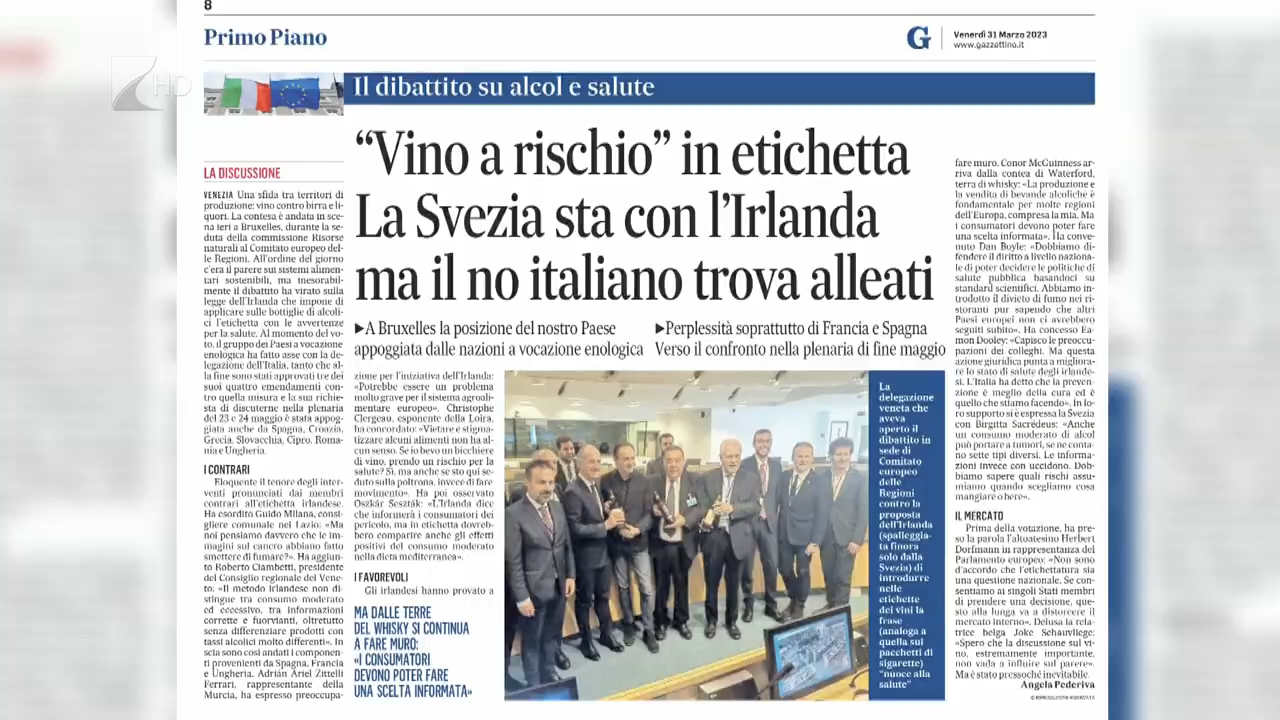 8
Primo Piano
G
Venerdì 31 Marzo 2023
www.gazzettino.it
HD
Il dibattito su alcol e salute
“Vino a rischio” in etichetta
La Svezia sta con l’Irlanda
ma il no italiano trova alleati
▶A Bruxelles la posizione del nostro Paese
appoggiata dalle nazioni a vocazione enologica
▶Perplessità soprattutto di Francia e Spagna
Verso il confronto nella plenaria di fine maggio
LA DISCUSSIONE
VENEZIA Una sfida tra territori di
produzione: vino contro birra e li-
quori. La contesa è andata in sce-
na ieri a Bruxelles, durante la se-
duta della commissione Risorse
naturali al Comitato europeo del-
le Regioni. All’ordine del giorno
c’era il parere sui sistemi alimen-
tari sostenibili, ma inesorabil-
mente il dibattito ha virato sulla
legge dell’Irlanda che impone di
applicare sulle bottiglie di alcoli-
ci l’etichetta con le avvertenze
per la salute. Al momento del vo-
to, il gruppo dei Paesi a vocazione
enologica ha fatto asse con la de-
legazione dell’Italia, tanto che al-
la fine sono stati approvati tre dei
suoi quattro emendamenti con-
tro quella misura e la sua richie-
sta di discuterne nella plenaria
del 23 e 24 maggio è stata appog-
giata anche da Spagna, Croazia,
Grecia, Slovacchia, Cipro, Roma-
nia e Ungheria.
I CONTRARI
Eloquente il tenore degli inter-
venti pronunciati dai membri
contrari all’etichetta irlandese.
Ha esordito Guido Milana, consi-
gliere comunale nel Lazio: «Ma
noi pensiamo davvero che le im-
magini sul cancro abbiano fatto
smettere di fumare?». Ha aggiun-
to Roberto Ciambetti, presidente
del Consiglio regionale del Vene-
to: «Il metodo irlandese non di-
stingue tra consumo moderato
ed eccessivo, tra informazioni
corrette e fuorvianti, oltretutto
senza differenziare prodotti con
tassi alcolici molto differenti». In
scia sono così andati i componen-
ti provenienti da Spagna, Francia
e Ungheria. Adrián Ariel Zittelli
Ferrari, rappresentante della
Murcia, ha espresso preoccupa-
zione per l’iniziativa dell’Irlanda:
«Potrebbe essere un problema
molto grave per il sistema agroali-
mentare europeo». Christophe
Clergeau, esponente della Loira,
ha concordato: «Vietare e stigma-
tizzare alcuni alimenti non ha al-
cun senso. Se io bevo un bicchiere
di vino, prendo un rischio per la
salute? Sì, ma anche se sto qui se-
duto sulla poltrona, invece di fare
movimento». Ha poi osservato
Oszkár Seszták: «L’Irlanda dice
che informerà i consumatori dei
pericolo, ma in etichetta dovreb-
bero comparire anche gli effetti
positivi del consumo moderato
nella dieta mediterranea».
I FAVOREVOLI
Gli irlandesi hanno provato a
MA DALLE TERRE
DEL WHISKY SI CONTINUA
A FARE MURO:
«I CONSUMATORI
DEVONO POTER FARE
UNA SCELTA INFORMATA»
La
delegazione
veneta che
aveva
aperto il
dibattito in
sede di
Comitato
europeo
delle
Regioni
contro la
proposta
dell’Irlanda
(spalleggia-
ta finora
solo dalla
Svezia) di
introdurre
nelle
etichette
dei vini la
frase
(analoga a
quella sui
pacchetti di
sigarette)
“nuoce alla
salute”
fare muro. Conor McGuinness ar-
riva dalla contea di Waterford,
terra di whisky: «La produzione e
la vendita di bevande alcoliche è
fondamentale per molte regioni
dell’Europa, compresa la mia. Ma
i consumatori devono poter fare
una scelta informata». Ha conve-
nuto Dan Boyle: «Dobbiamo di-
fendere il diritto a livello naziona-
le di poter decidere le politiche di
salute pubblica basandoci su
standard scientifici. Abbiamo in-
trodotto il divieto di fumo nei ri-
storanti pur sapendo che altri
Paesi europei non ci avrebbero
seguiti subito». Ha concesso Ea-
mon Dooley: «Capisco le preoccu-
pazioni dei colleghi. Ma questa
azione giuridica punta a migliora-
re lo stato di salute degli irlande-
si. L’Italia ha detto che la preven-
zione è meglio della cura ed è
quello che stiamo facendo». In lo-
ro supporto si è espressa la Svezia
con Birgitta Sacrédeus: «Anche
un consumo moderato di alcol
può portare a tumori, se ne conta-
no sette tipi diversi. Le informa-
zioni invece con uccidono. Dob-
biamo sapere quali rischi assu-
miamo quando scegliamo cosa
mangiare o bere».
IL MERCATO
Prima della votazione, ha pre-
so la parola l’altoatesino Herbert
Dorfmann in rappresentanza del
Parlamento europeo: «Non sono
d’accordo che l’etichettatura sia
una questione nazionale. Se con-
sentiamo ai singoli Stati membri
di prendere una decisione, que-
sto alla lunga va a distorcere il
mercato interno». Delusa la rela-
trice belga Joke Schauvliege:
«Spero che la discussione sul vi-
no, estremamente importante,
non vada a influire sul parere».
Ma è stato pressoché inevitabile.
Angela Pederiva
© RIPRODUZIONE RISERVATA